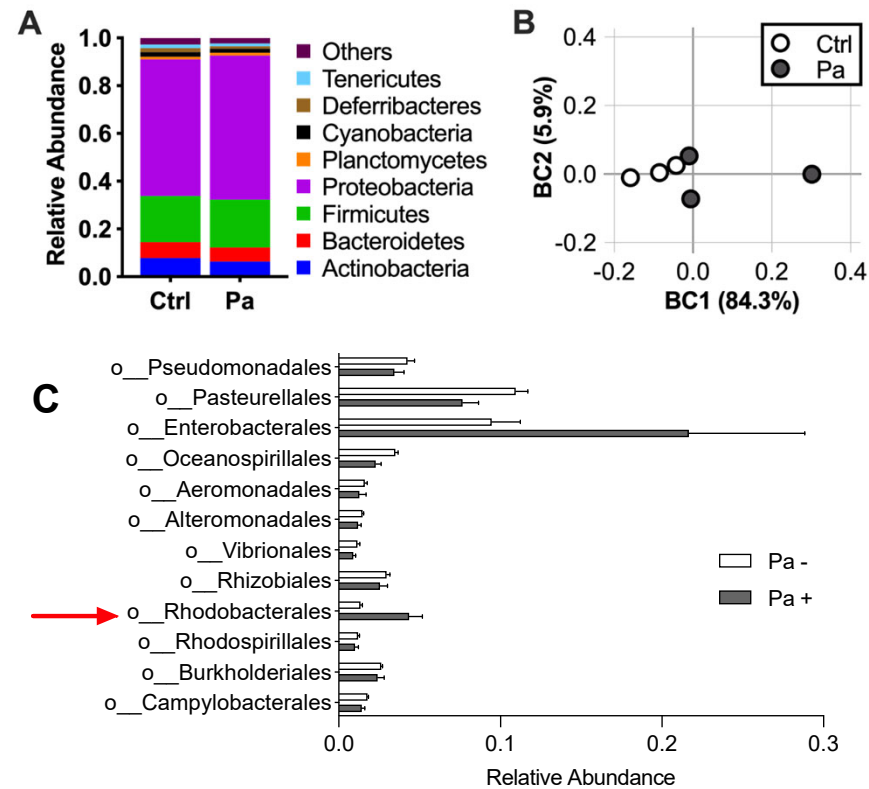 A
Relative Abundance
1.0
0.8
0.6
0.4
0.2
0.0
Ctrl
Pa
Others
Tenericutes
Deferribacteres
Cyanobacteria
Planctomycetes
Proteobacteria
Firmicutes
Bacteroidetes
Actinobacteria
B
BC2 (5.9%)
0.4
0.2
0.0
-0.2
-0.2
0.0
0.2
0.4
BC1 (84.3%)
Ctrl
Pa
C
o__Pseudomonadales
o__Pasteurellales
o__Enterobacterales
o__Oceanospirillales
o__Aeromonadales
o__Alteromonadales
o__Vibrionales
o__Rhizobiales
o__Rhodobacterales
o__Rhodospirillales
o__Burkholderiales
o__Campylobacterales
Pa -
Pa +
0.0
0.1
0.2
0.3
Relative Abundance